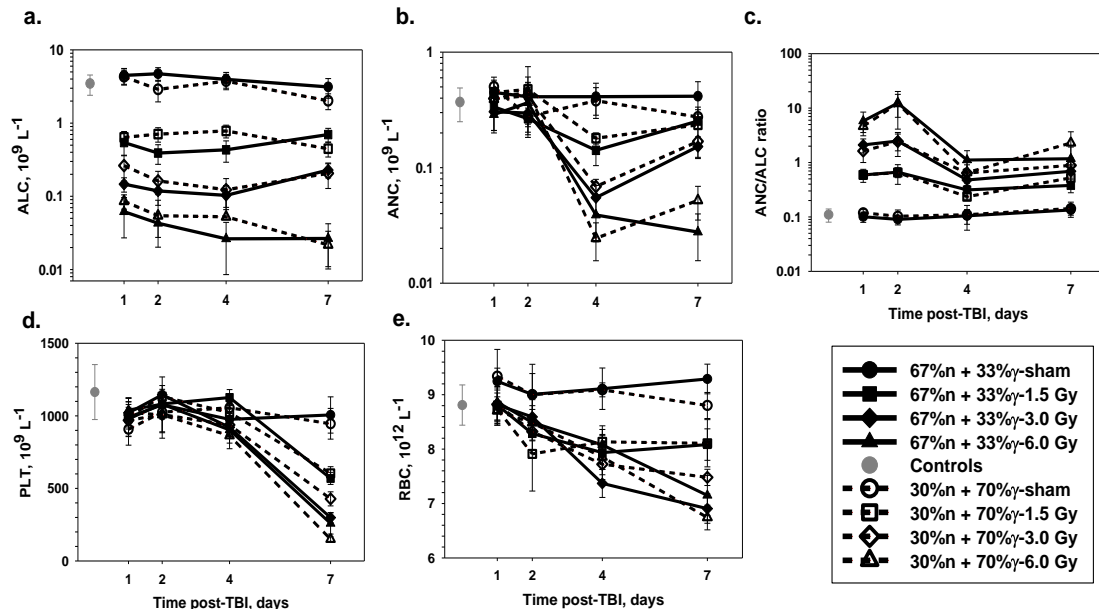 a.
ALC, 10⁹ L⁻¹
10
1
0.1
0.01
1 2 4 7
b.
ANC, 10⁹ L⁻¹
1
0.1
0.01
1 2 4 7
c.
ANC/ALC ratio
100
10
1
0.1
0.01
1 2 4 7
Time post-TBI, days
d.
PLT, 10⁹ L⁻¹
1500
1000
500
0
1 2 4 7
Time post-TBI, days
e.
RBC, 10¹² L⁻¹
10
9
8
7
6
1 2 4 7
Time post-TBI, days
67%n + 33%γ-sham
67%n + 33%γ-1.5 Gy
67%n + 33%γ-3.0 Gy
67%n + 33%γ-6.0 Gy
Controls
30%n + 70%γ-sham
30%n + 70%γ-1.5 Gy
30%n + 70%γ-3.0 Gy
30%n + 70%γ-6.0 Gy